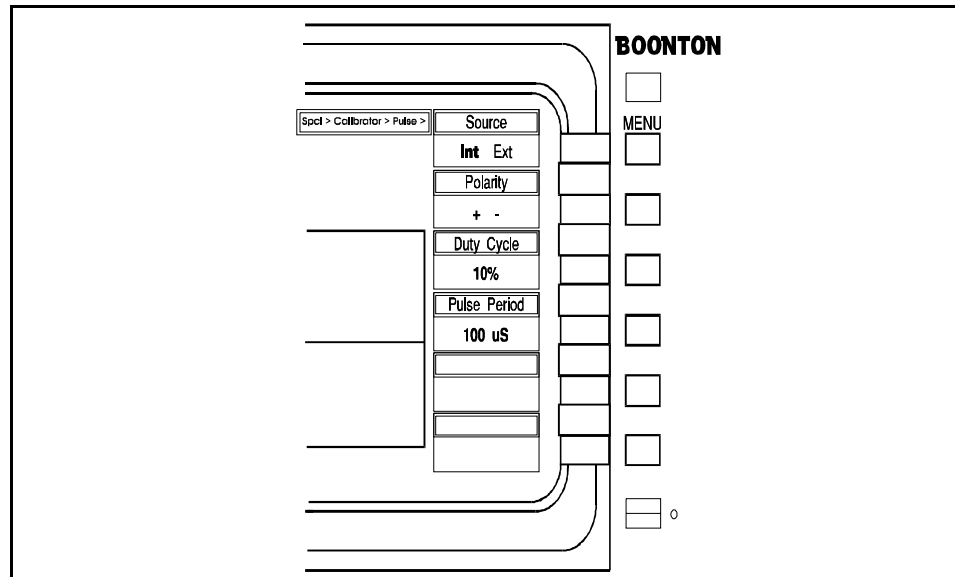 BOONTON
Spcl > Calibrator > Pulse >
Source
MENU
Int Ext
Polarity
+ -
Duty Cycle
10%
Pulse Period
100 uS
O